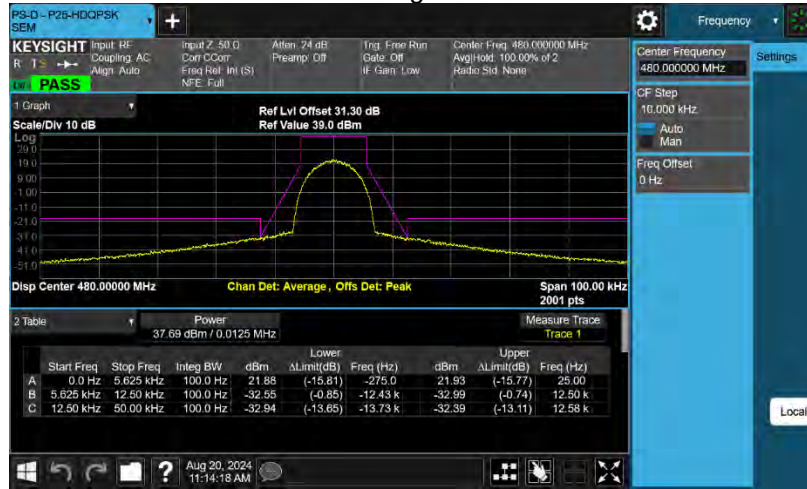 PS-D - P25-HDQPSK
SEM
Frequency
KEYSIGHT
Input: RF
Coupling: AC
Align: Auto
Input Z: 50 Ω
Corr CCorr
Freq Ref: Int (S)
NFE: Full
Atten: 24 dB
Preamp: Off
Trig: Free Run
Gate: Off
IF Gain: Low
Center Freq: 480.000000 MHz
Avg|Hold: 100.00% of 2
Radio Std: None
R T S
PASS
Center Frequency
480.000000 MHz
Settings
CF Step
10.000 kHz
Auto
Man
Freq Offset
0 Hz
1 Graph
Scale/Div 10 dB
Ref Lvl Offset 31.30 dB
Ref Value 39.0 dBm
Log
29.0
19.0
9.00
-1.00
-11.0
-21.0
-31.0
-41.0
-51.0
Disp Center 480.00000 MHz
Chan Det: Average , Offs Det: Peak
Span 100.00 kHz
2001 pts
2 Table
Power
37.69 dBm / 0.0125 MHz
Measure Trace
Trace 1
Lower Upper
Start Freq Stop Freq Integ BW dBm ΔLimit(dB) Freq (Hz) dBm ΔLimit(dB) Freq (Hz)
A 0.0 Hz 5.625 kHz 100.0 Hz 21.88 (-15.81) -275.0 21.93 (-15.77) 25.00
B 5.625 kHz 12.50 kHz 100.0 Hz -32.55 (-0.85) -12.43 k -32.99 (-0.74) 12.50 k
C 12.50 kHz 50.00 kHz 100.0 Hz -32.94 (-13.65) -13.73 k -32.39 (-13.11) 12.58 k
Local
Aug 20, 2024
11:14:18 AM